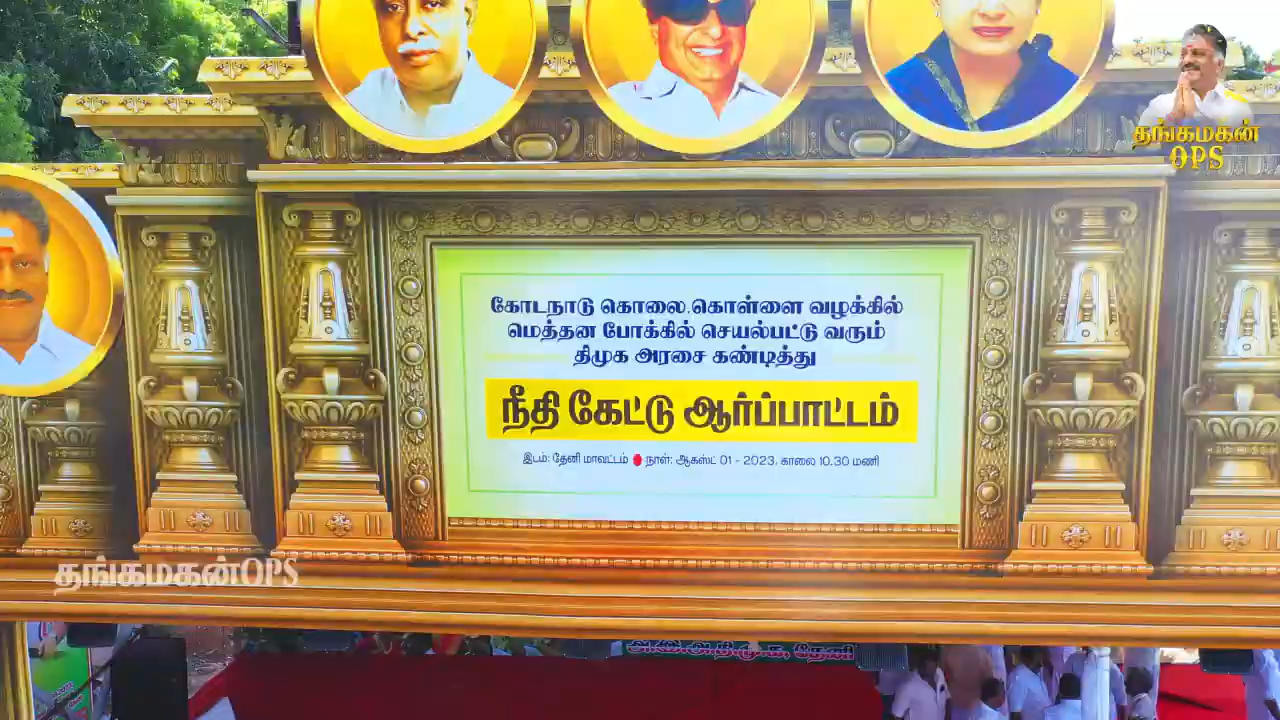 தங்கமகன்
OPS
கோடநாடு கொலை,கொள்ளை வழக்கில்
மெத்தன போக்கில் செயல்பட்டு வரும்
திமுக அரசை கண்டித்து
நீதி கேட்டு ஆர்ப்பாட்டம்
இடம்: தேனி மாவட்டம் நாள்: ஆகஸ்ட் 01 - 2023, காலை 10.30 மணி
தங்கமகன்OPS
அ.இ.அ.தி.மு.க, தேனி